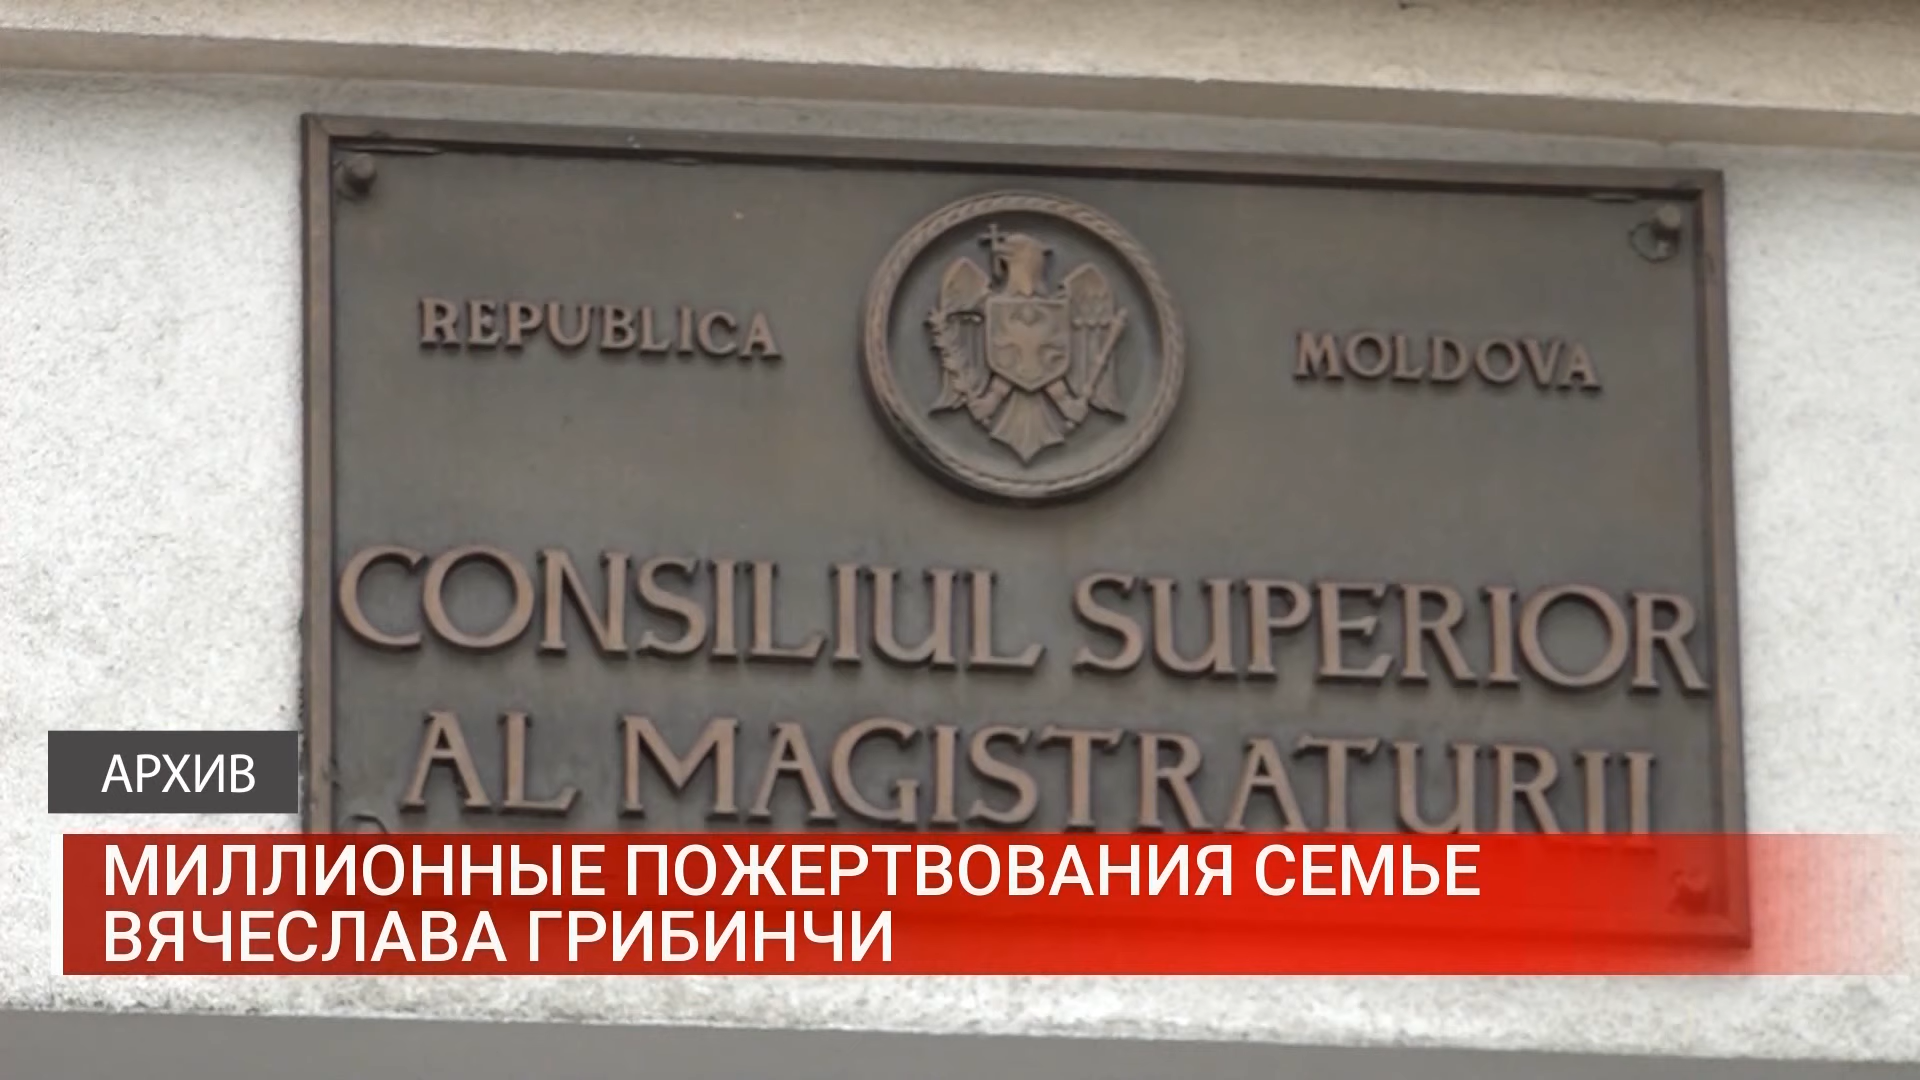 REPUBLICA MOLDOVA
CONSILIUL SUPERIOR
AL MAGISTRATURII
АРХИВ
МИЛЛИОННЫЕ ПОЖЕРТВОВАНИЯ СЕМЬЕ
ВЯЧЕСЛАВА ГРИБИНЧИ